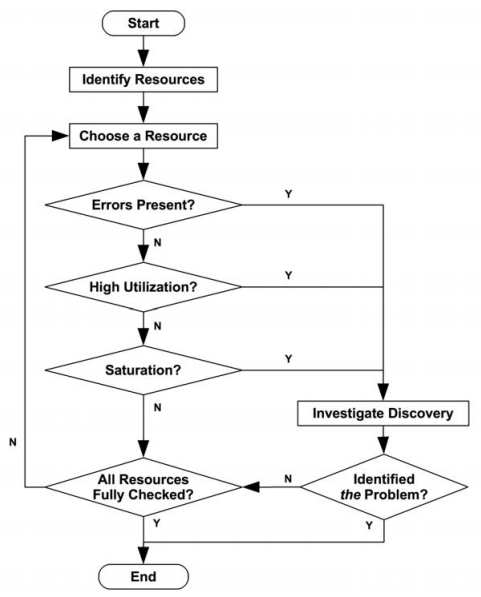 Start
Identify Resources
Choose a Resource
Errors Present?
Y
N
High Utilization?
Y
N
Saturation?
Y
N
Investigate Discovery
N
All Resources
Fully Checked?
N
Identified
the Problem?
Y
Y
End